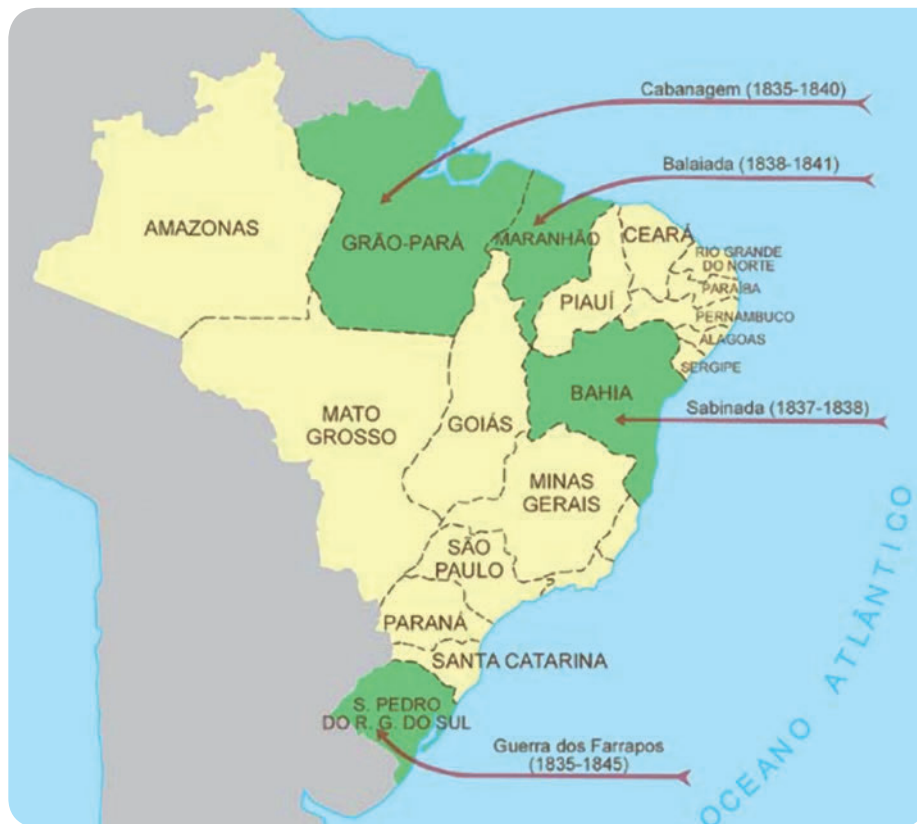 Cabanagem (1835-1840)
Balaiada (1838-1841)
AMAZONAS
GRÃO-PARÁ
MARANHÃO
CEARÁ
RIO GRANDE
DO NORTE
PARAÍBA
PIAUÍ
PERNAMBUCO
ALAGOAS
SERGIPE
BAHIA
Sabinada (1837-1838)
MATO
GROSSO
GOIÁS
MINAS
GERAIS
SÃO
PAULO
PARANÁ
SANTA CATARINA
S. PEDRO
DO R. G. DO SUL
Guerra dos Farrapos
(1835-1845)
OCEANO ATLÂNTICO